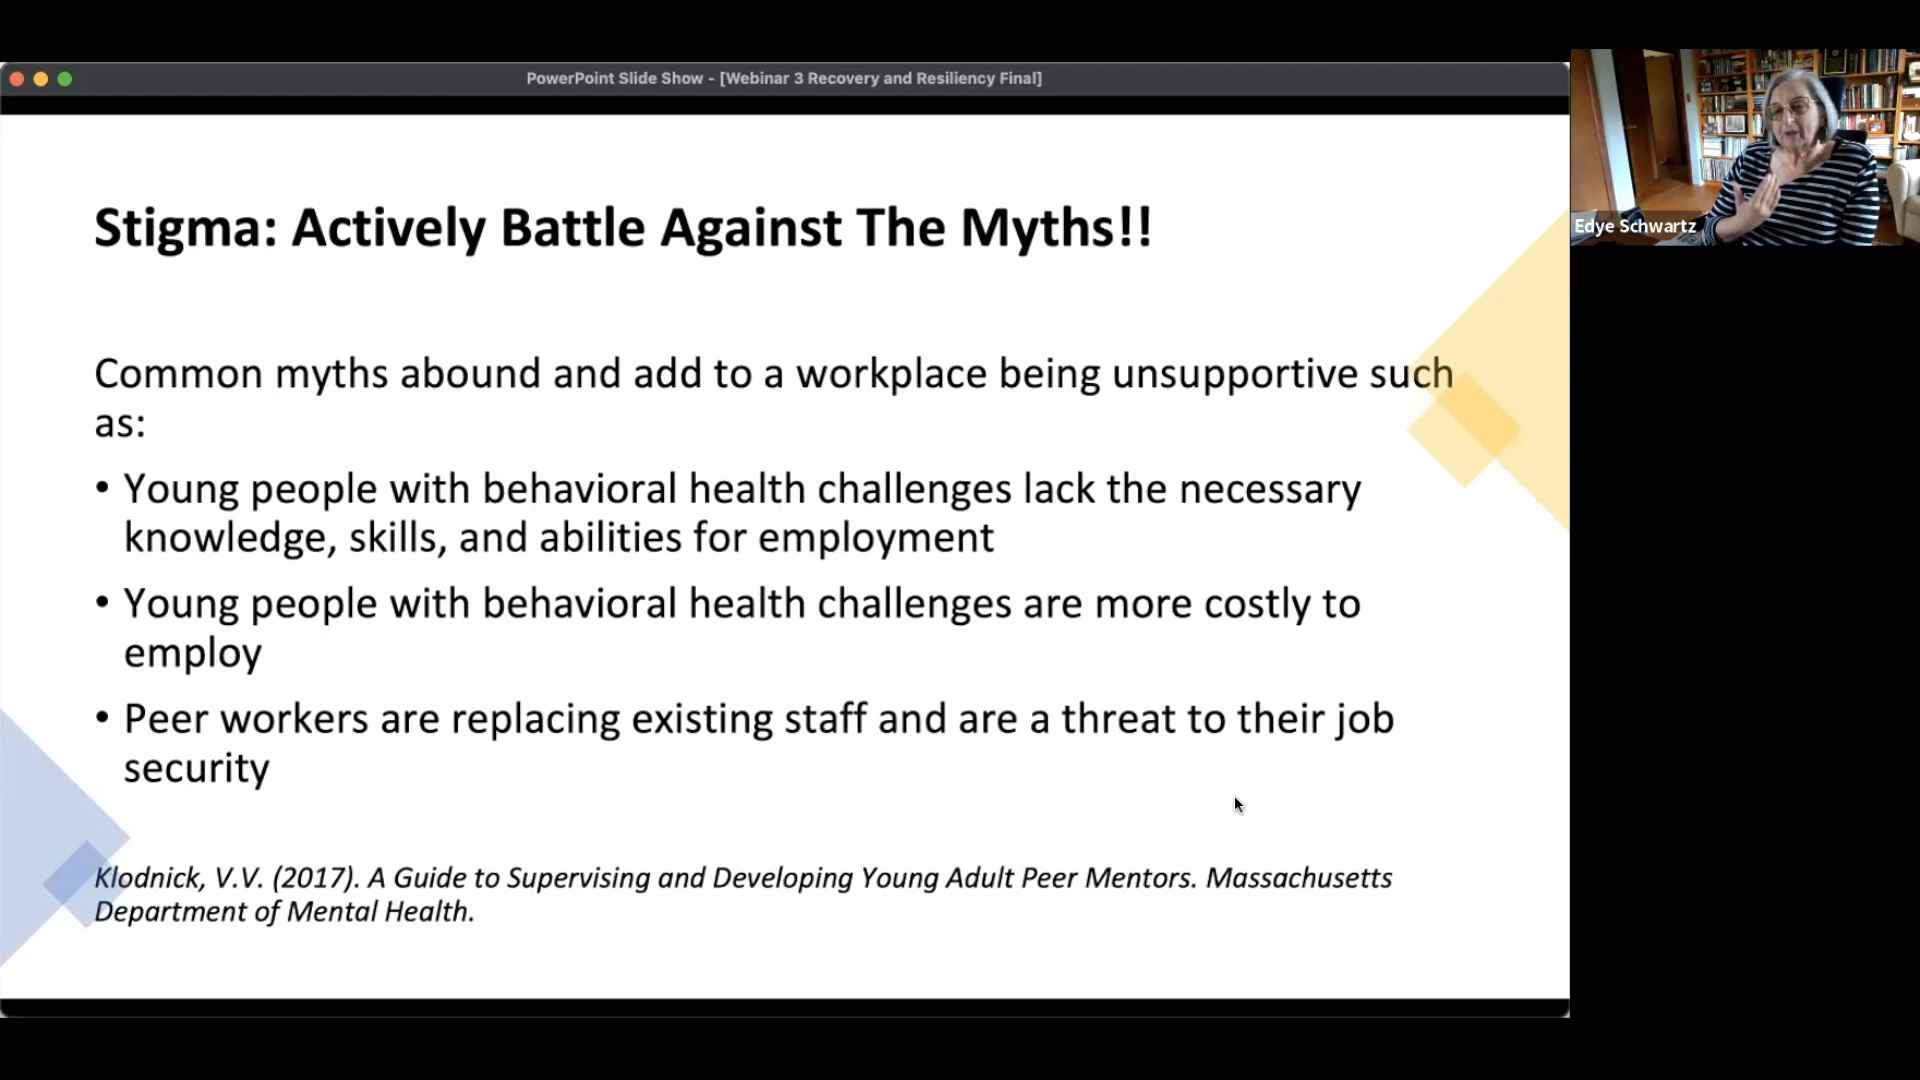 PowerPoint Slide Show - [Webinar 3 Recovery and Resiliency Final]
Edye Schwartz
Stigma: Actively Battle Against The Myths!!
Common myths abound and add to a workplace being unsupportive such
as:
• Young people with behavioral health challenges lack the necessary
knowledge, skills, and abilities for employment
• Young people with behavioral health challenges are more costly to
employ
• Peer workers are replacing existing staff and are a threat to their job
security
Klodnick, V.V. (2017). A Guide to Supervising and Developing Young Adult Peer Mentors. Massachusetts
Department of Mental Health.